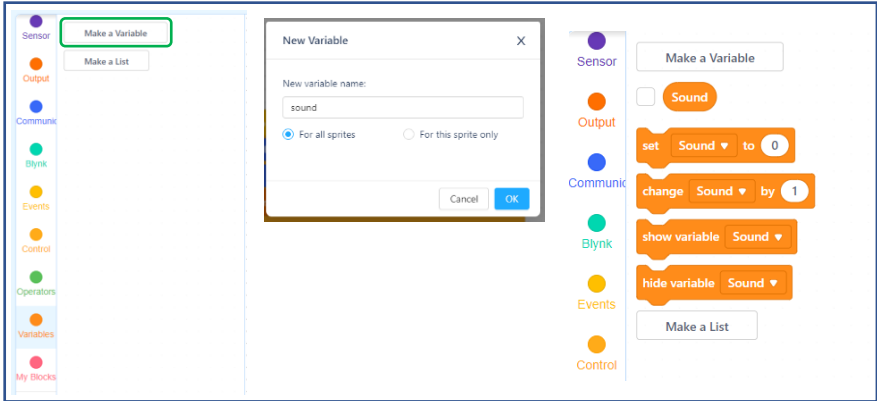 Sensor
Make a Variable
Make a List
Output
Communic
Blynk
Events
Control
Operators
Variables
My Blocks
New Variable X
New variable name:
sound
For all sprites For this sprite only
Cancel OK
Sensor
Make a Variable
Sound
Output
set Sound ▼ to 0
Communic
change Sound ▼ by 1
Blynk
show variable Sound ▼
Events
hide variable Sound ▼
Make a List
Control